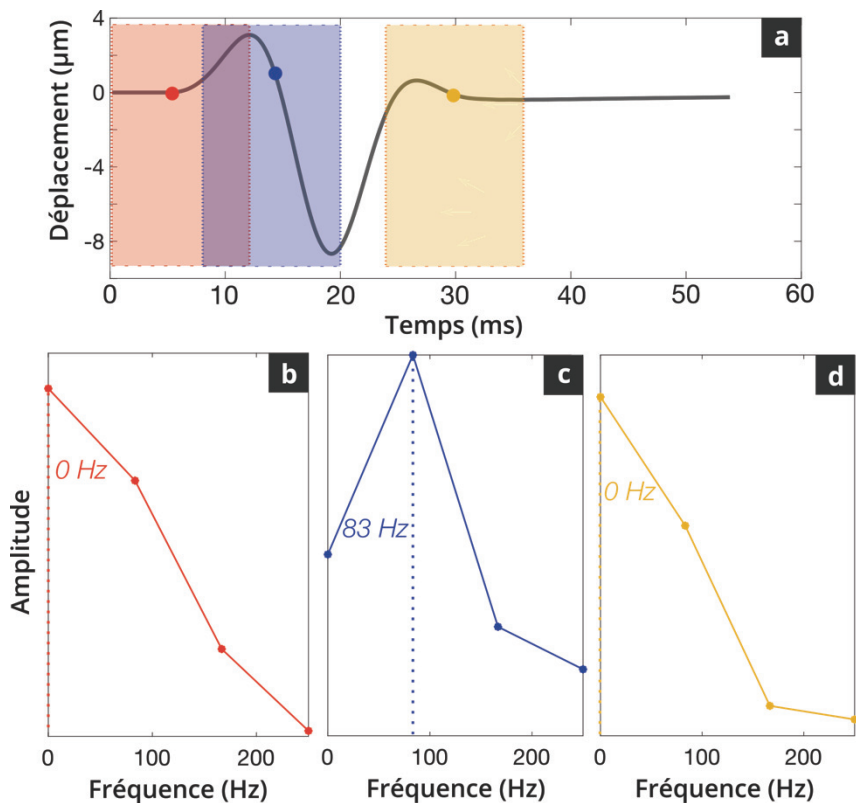 a
4
0
-4
-8
Déplacement (µm)
0 10 20 30 40 50 60
Temps (ms)
b
c
d
0 Hz
83 Hz
0 Hz
Amplitude
0 100 200
0 100 200
0 100 200
Fréquence (Hz)
Fréquence (Hz)
Fréquence (Hz)